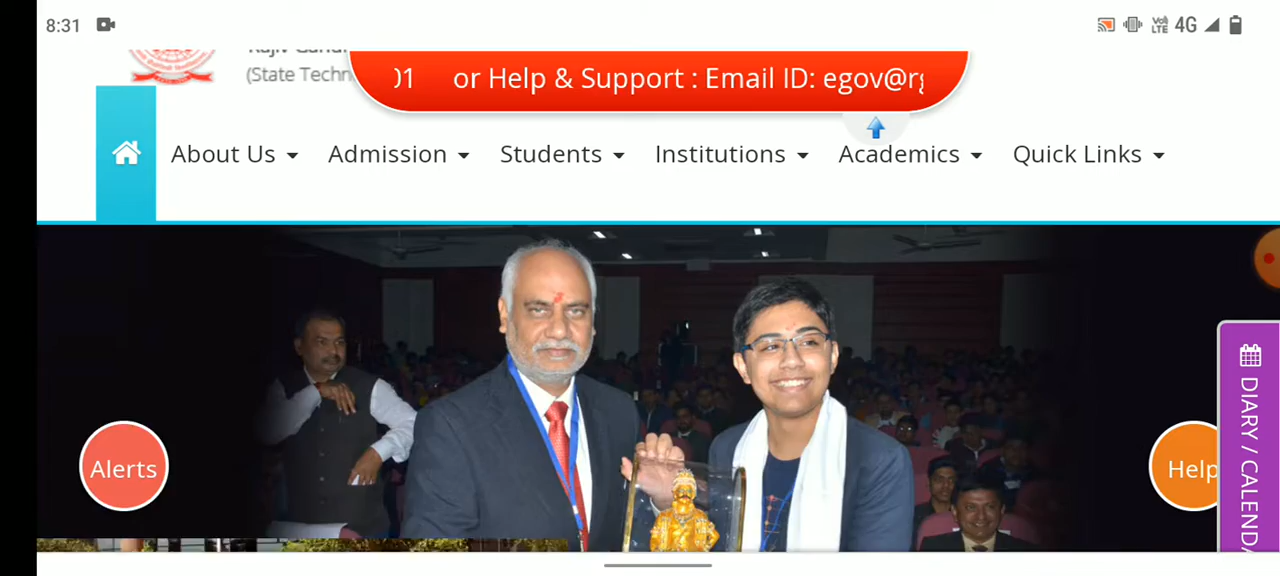 8:31
4G
(State Techn
01 or Help & Support : Email ID: egov@rg
About Us
Admission
Students
Institutions
Academics
Quick Links
Alerts
Help
DIARY / CALENDA